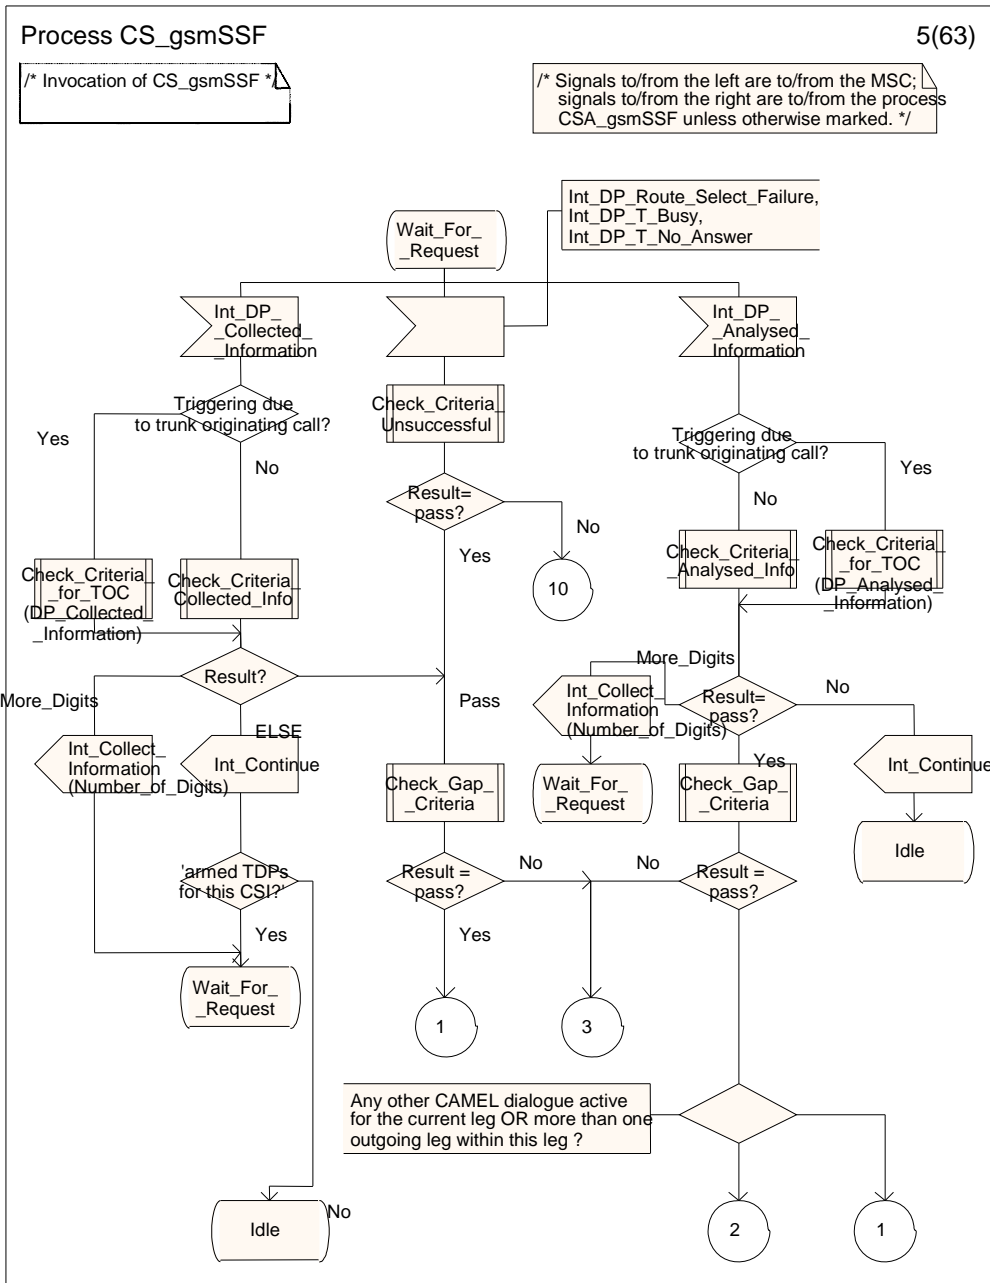 Process CS_gsmSSF
5(63)
/* Invocation of CS_gsmSSF */
/* Signals to/from the left are to/from the MSC;
signals to/from the right are to/from the process
CSA_gsmSSF unless otherwise marked. */
Int_DP_Route_Select_Failure,
Int_DP_T_Busy,
Int_DP_T_No_Answer
Wait_For_
_Request
Int_DP_
_Collected_
_Information
Int_DP_
_Analysed_
Information
Triggering due
to trunk originating call?
Yes
No
Check_Criteria_
Unsuccessful
Triggering due
to trunk originating call?
Yes
No
Result=
pass?
No
Yes
Check_Criteria_
_for_TOC
(DP_Collected_
_Information)
Check_Criteria_
Collected_Info
10
Check_Criteria_
_Analysed_Info
Check_Criteria_
_for_TOC
(DP_Analysed_
_Information)
Result?
More_Digits
Pass
ELSE
More_Digits
Result=
pass?
No
Yes
Int_Collect_
Information
(Number_of_Digits)
Int_Continue
Int_Collect_
Information
(Number_of_Digits)
Int_Continue
Check_Gap_
_Criteria
Wait_For_
_Request
Check_Gap_
_Criteria
Idle
'armed TDPs
for this CSI?'
Yes
Result =
pass?
No
Yes
No
Result =
pass?
Wait_For_
_Request
1
3
Any other CAMEL dialogue active
for the current leg OR more than one
outgoing leg within this leg ?
Idle
No
2
1